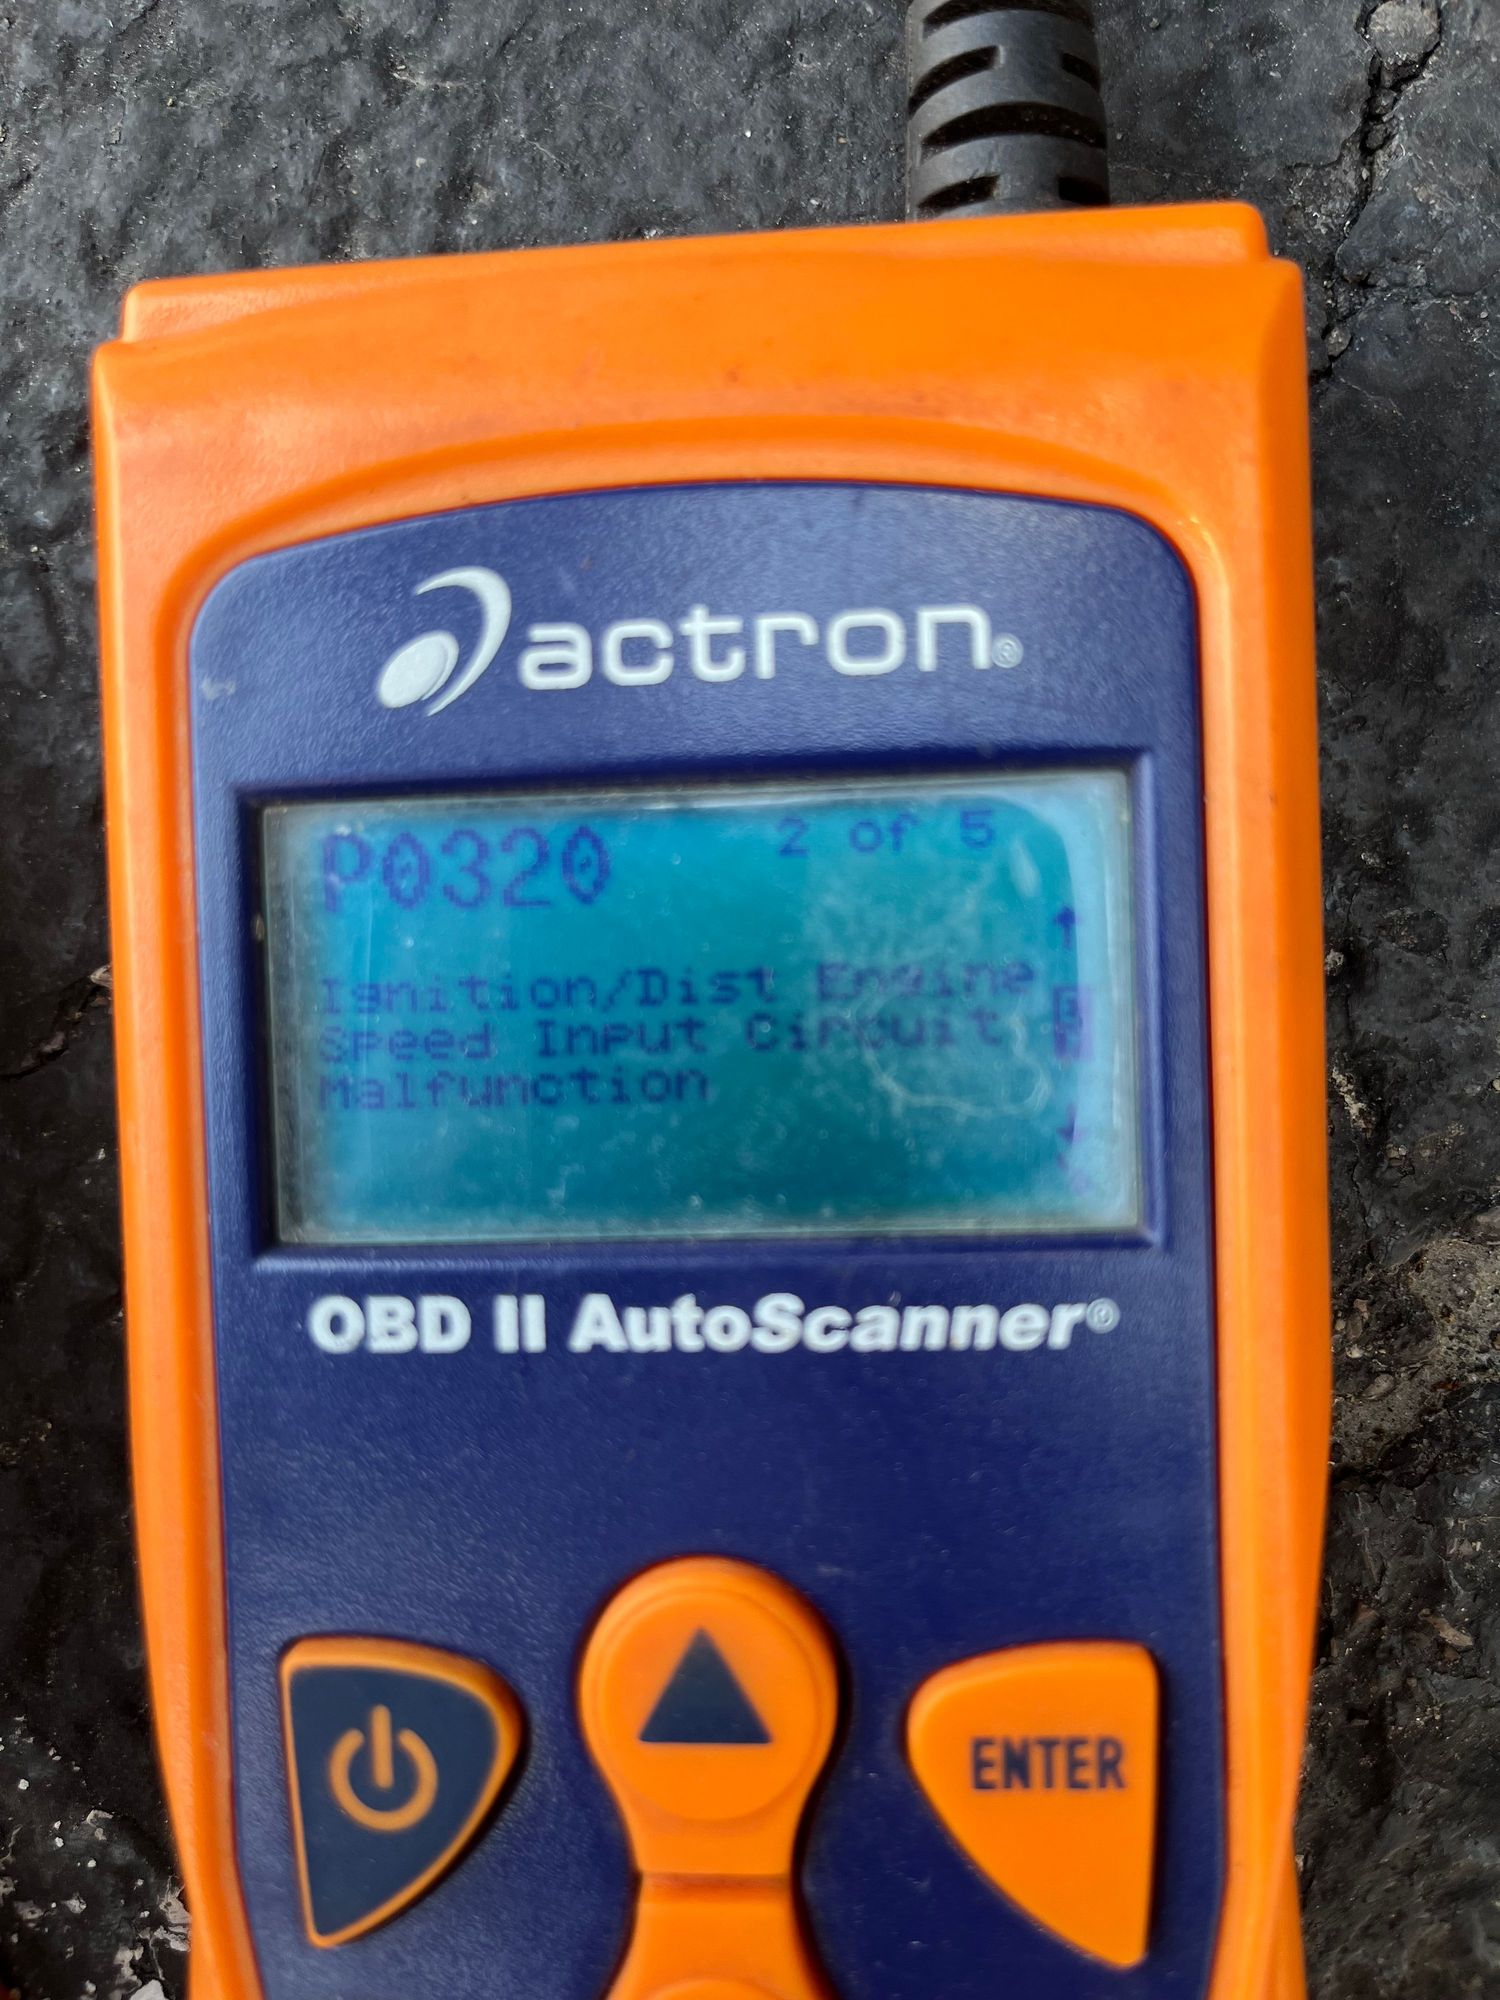 actron®
P0320 2 of 5
Ignition/Dist Engine
Speed Input Circuit
Malfunction
OBD II AutoScanner®
ENTER